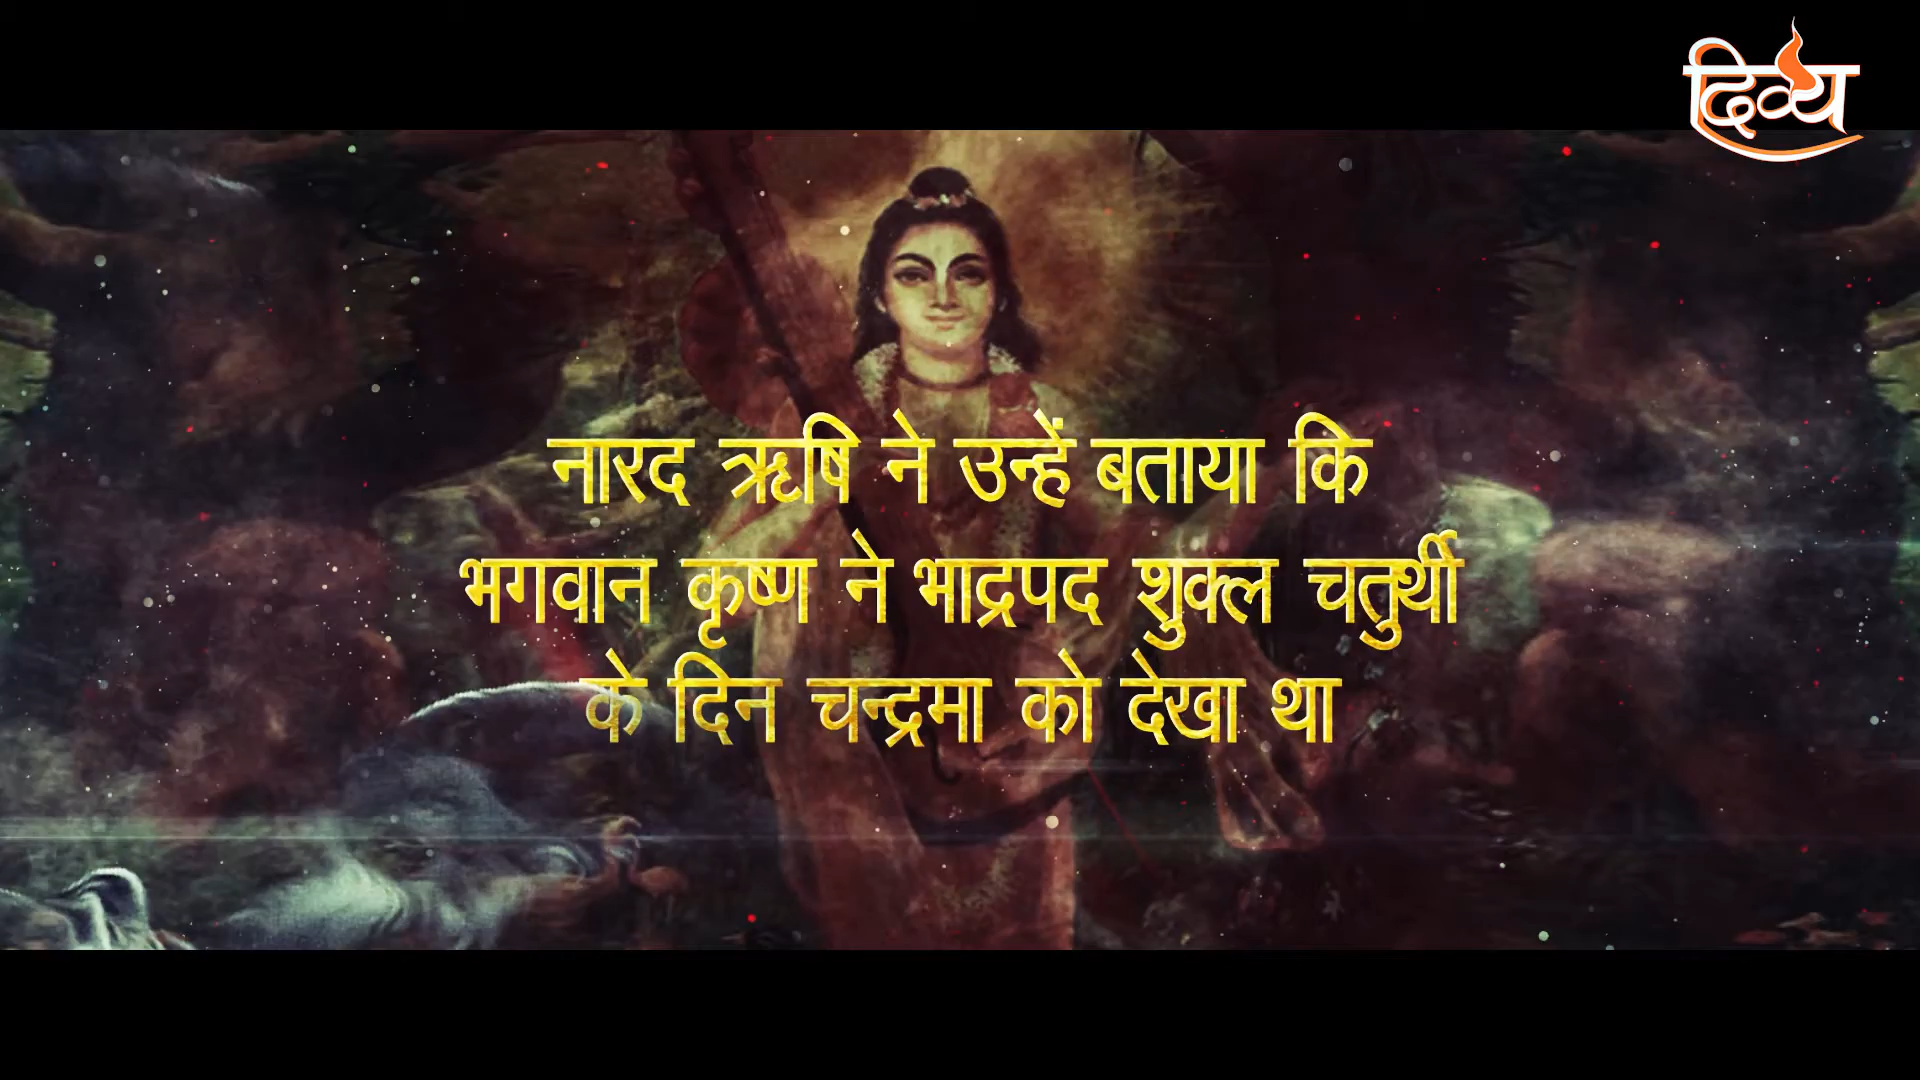 दिव्य
नारद ऋषि ने उन्हें बताया कि
भगवान कृष्ण ने भाद्रपद शुक्ल चतुर्थी
के दिन चन्द्रमा को देखा था